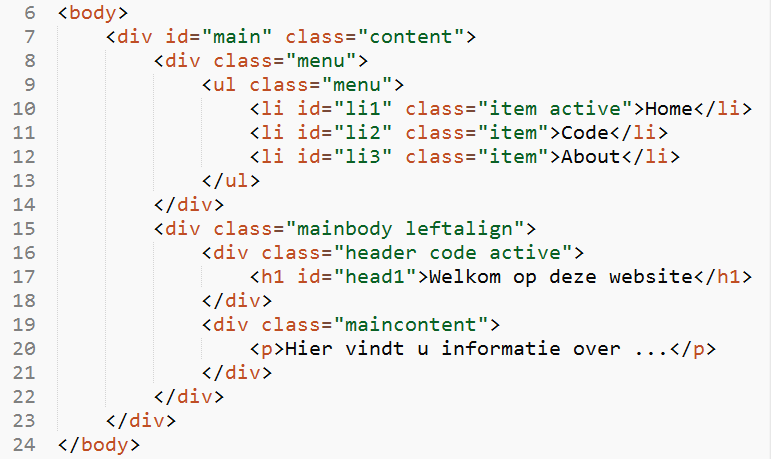 6 <body>
7     <div id="main" class="content">
8         <div class="menu">
9             <ul class="menu">
10                 <li id="li1" class="item active">Home</li>
11                 <li id="li2" class="item">Code</li>
12                 <li id="li3" class="item">About</li>
13             </ul>
14         </div>
15         <div class="mainbody leftalign">
16             <div class="header code active">
17                 <h1 id="head1">Welkom op deze website</h1>
18             </div>
19             <div class="maincontent">
20                 <p>Hier vindt u informatie over ...</p>
21             </div>
22         </div>
23     </div>
24 </body>